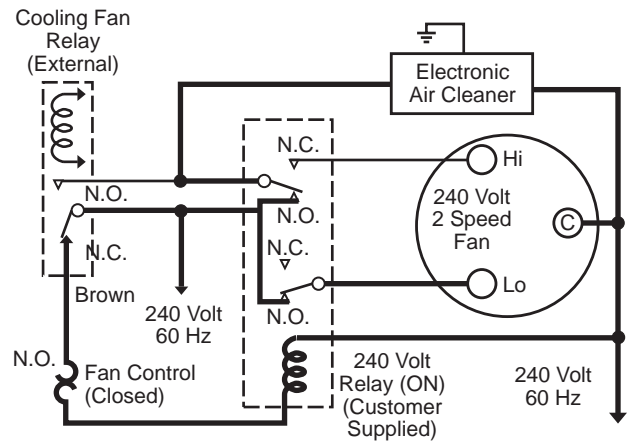 Cooling Fan
Relay
(External)
Electronic
Air Cleaner
N.C.
Hi
N.O.
N.O.
240 Volt
2 Speed
Fan
C
N.C.
N.C.
Lo
Brown
240 Volt
60 Hz
N.O.
N.O.
Fan Control
(Closed)
240 Volt
Relay (ON)
(Customer
Supplied)
240 Volt
60 Hz